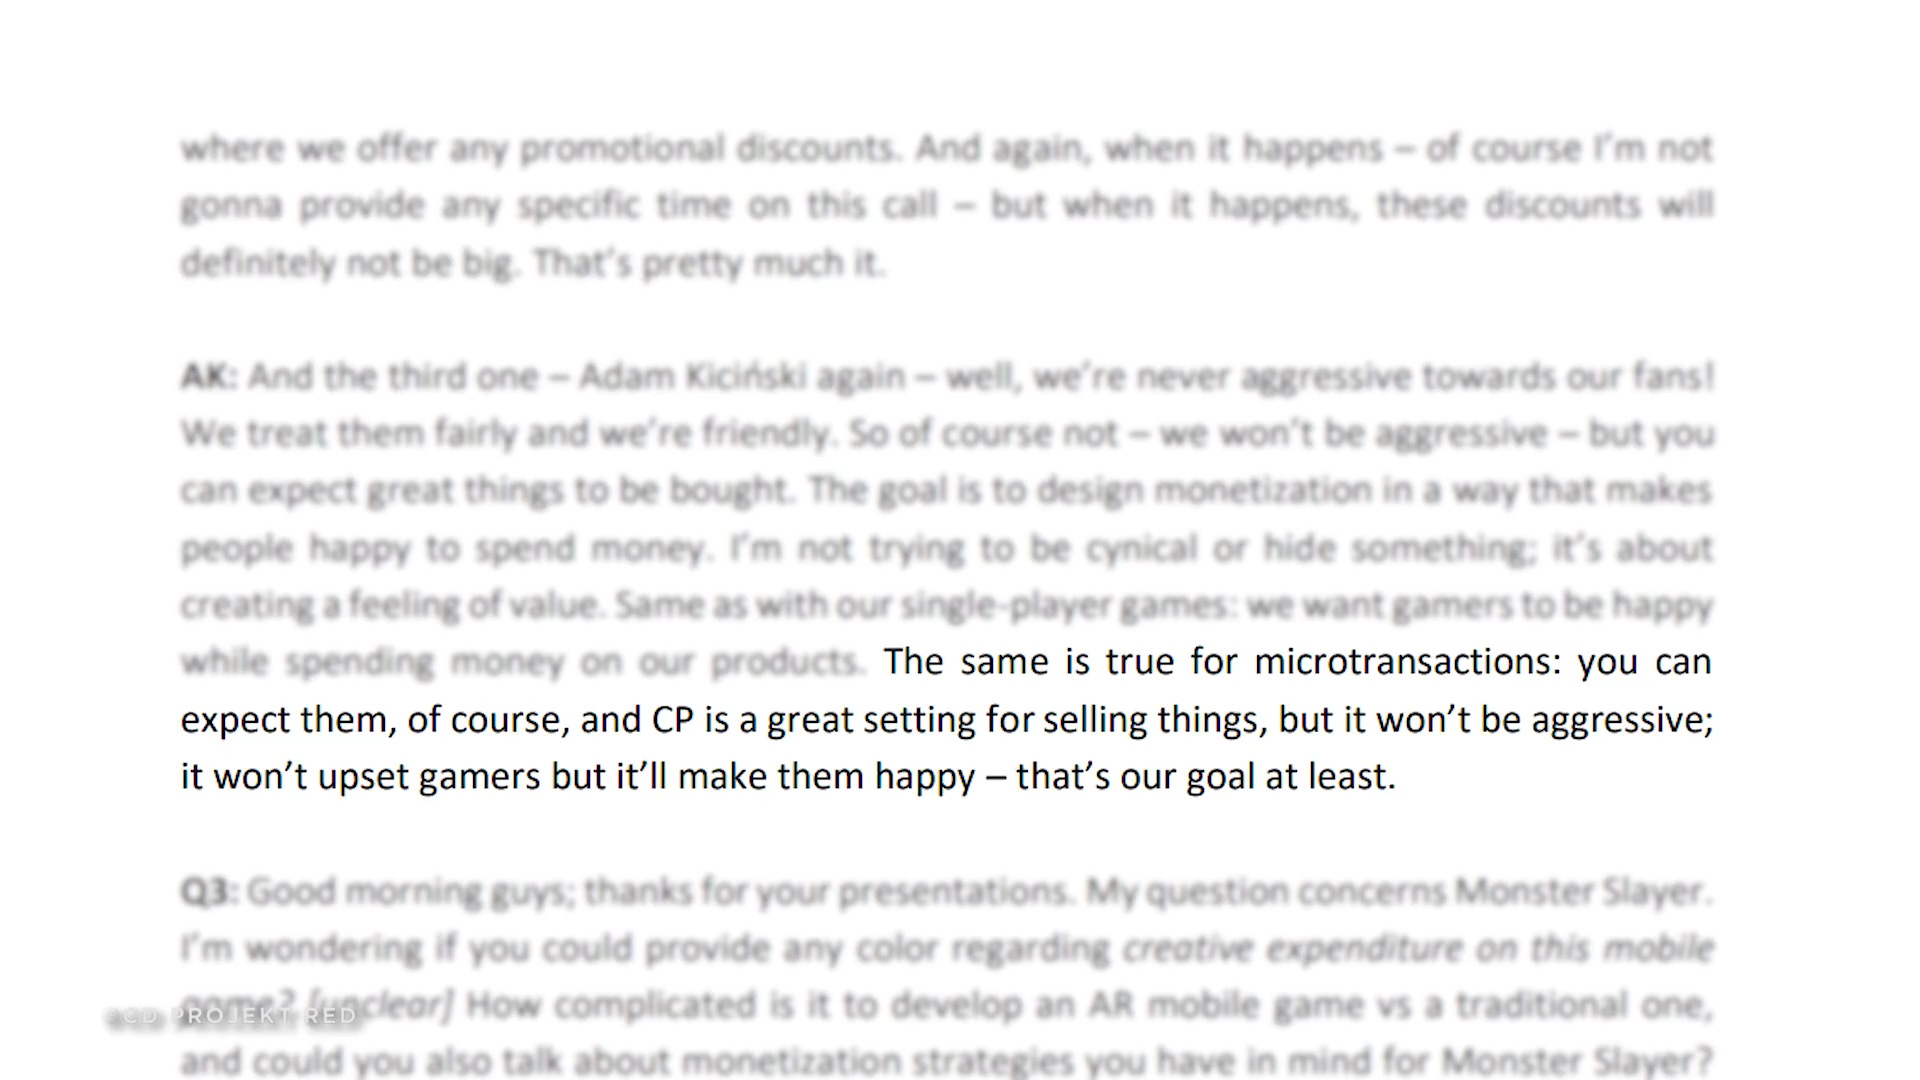 where we offer any promotional discounts. And again, when it happens – of course I'm not
gonna provide any specific time on this call – but when it happens, these discounts will
definitely not be big. That's pretty much it.
AK: And the third one – Adam Kiciński again – well, we're never aggressive towards our fans!
We treat them fairly and we're friendly. So of course not – we won't be aggressive – but you
can expect great things to be bought. The goal is to design monetization in a way that makes
people happy to spend money. I'm not trying to be cynical or hide something; it's about
creating a feeling of value. Same as with our single-player games: we want gamers to be happy
while spending money on our products. The same is true for microtransactions: you can
expect them, of course, and CP is a great setting for selling things, but it won't be aggressive;
it won't upset gamers but it'll make them happy – that's our goal at least.
Q3: Good morning guys; thanks for your presentations. My question concerns Monster Slayer.
I'm wondering if you could provide any color regarding creative expenditure on this mobile
game? [unclear] How complicated is it to develop an AR mobile game vs a traditional one,
©CD PROJEKT RED
and could you also talk about monetization strategies you have in mind for Monster Slayer?